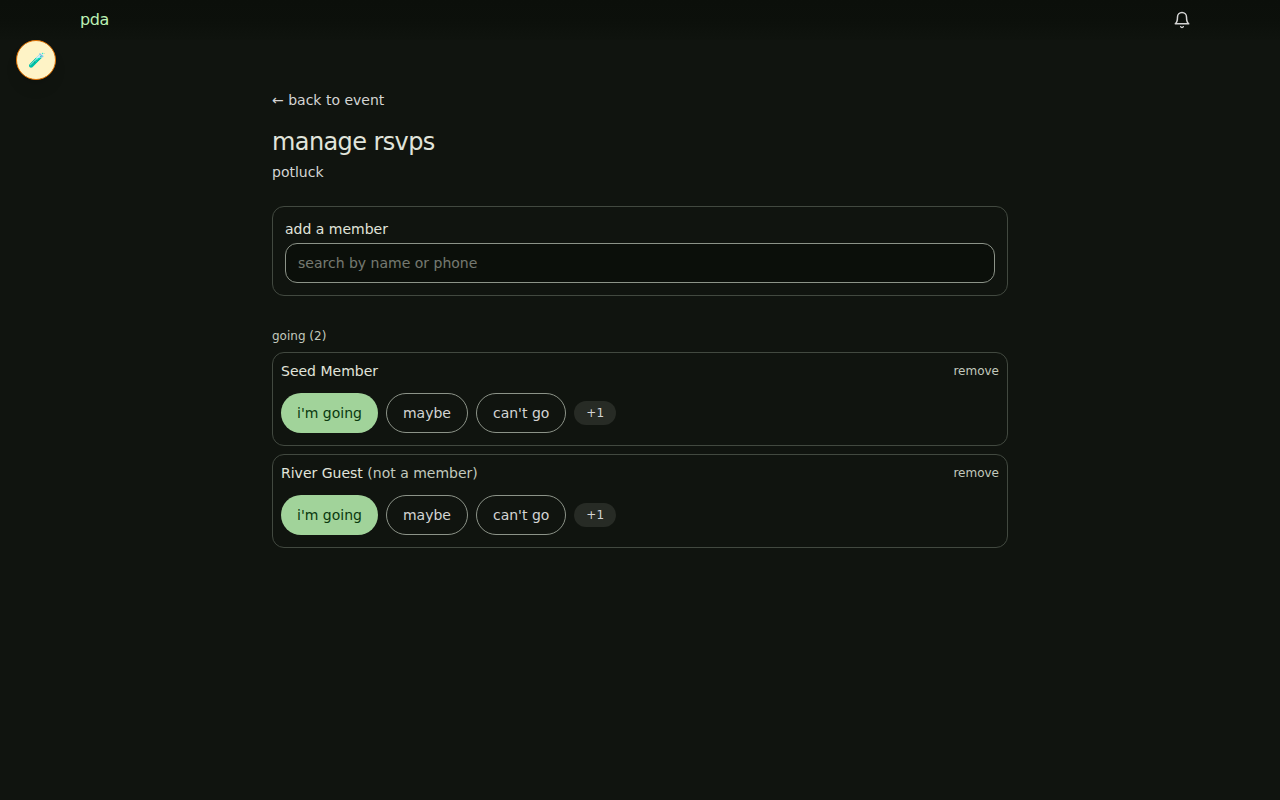 pda
← back to event
manage rsvps
potluck
add a member
search by name or phone
going (2)
Seed Member
remove
i'm going
maybe
can't go
+1
River Guest (not a member)
remove
i'm going
maybe
can't go
+1